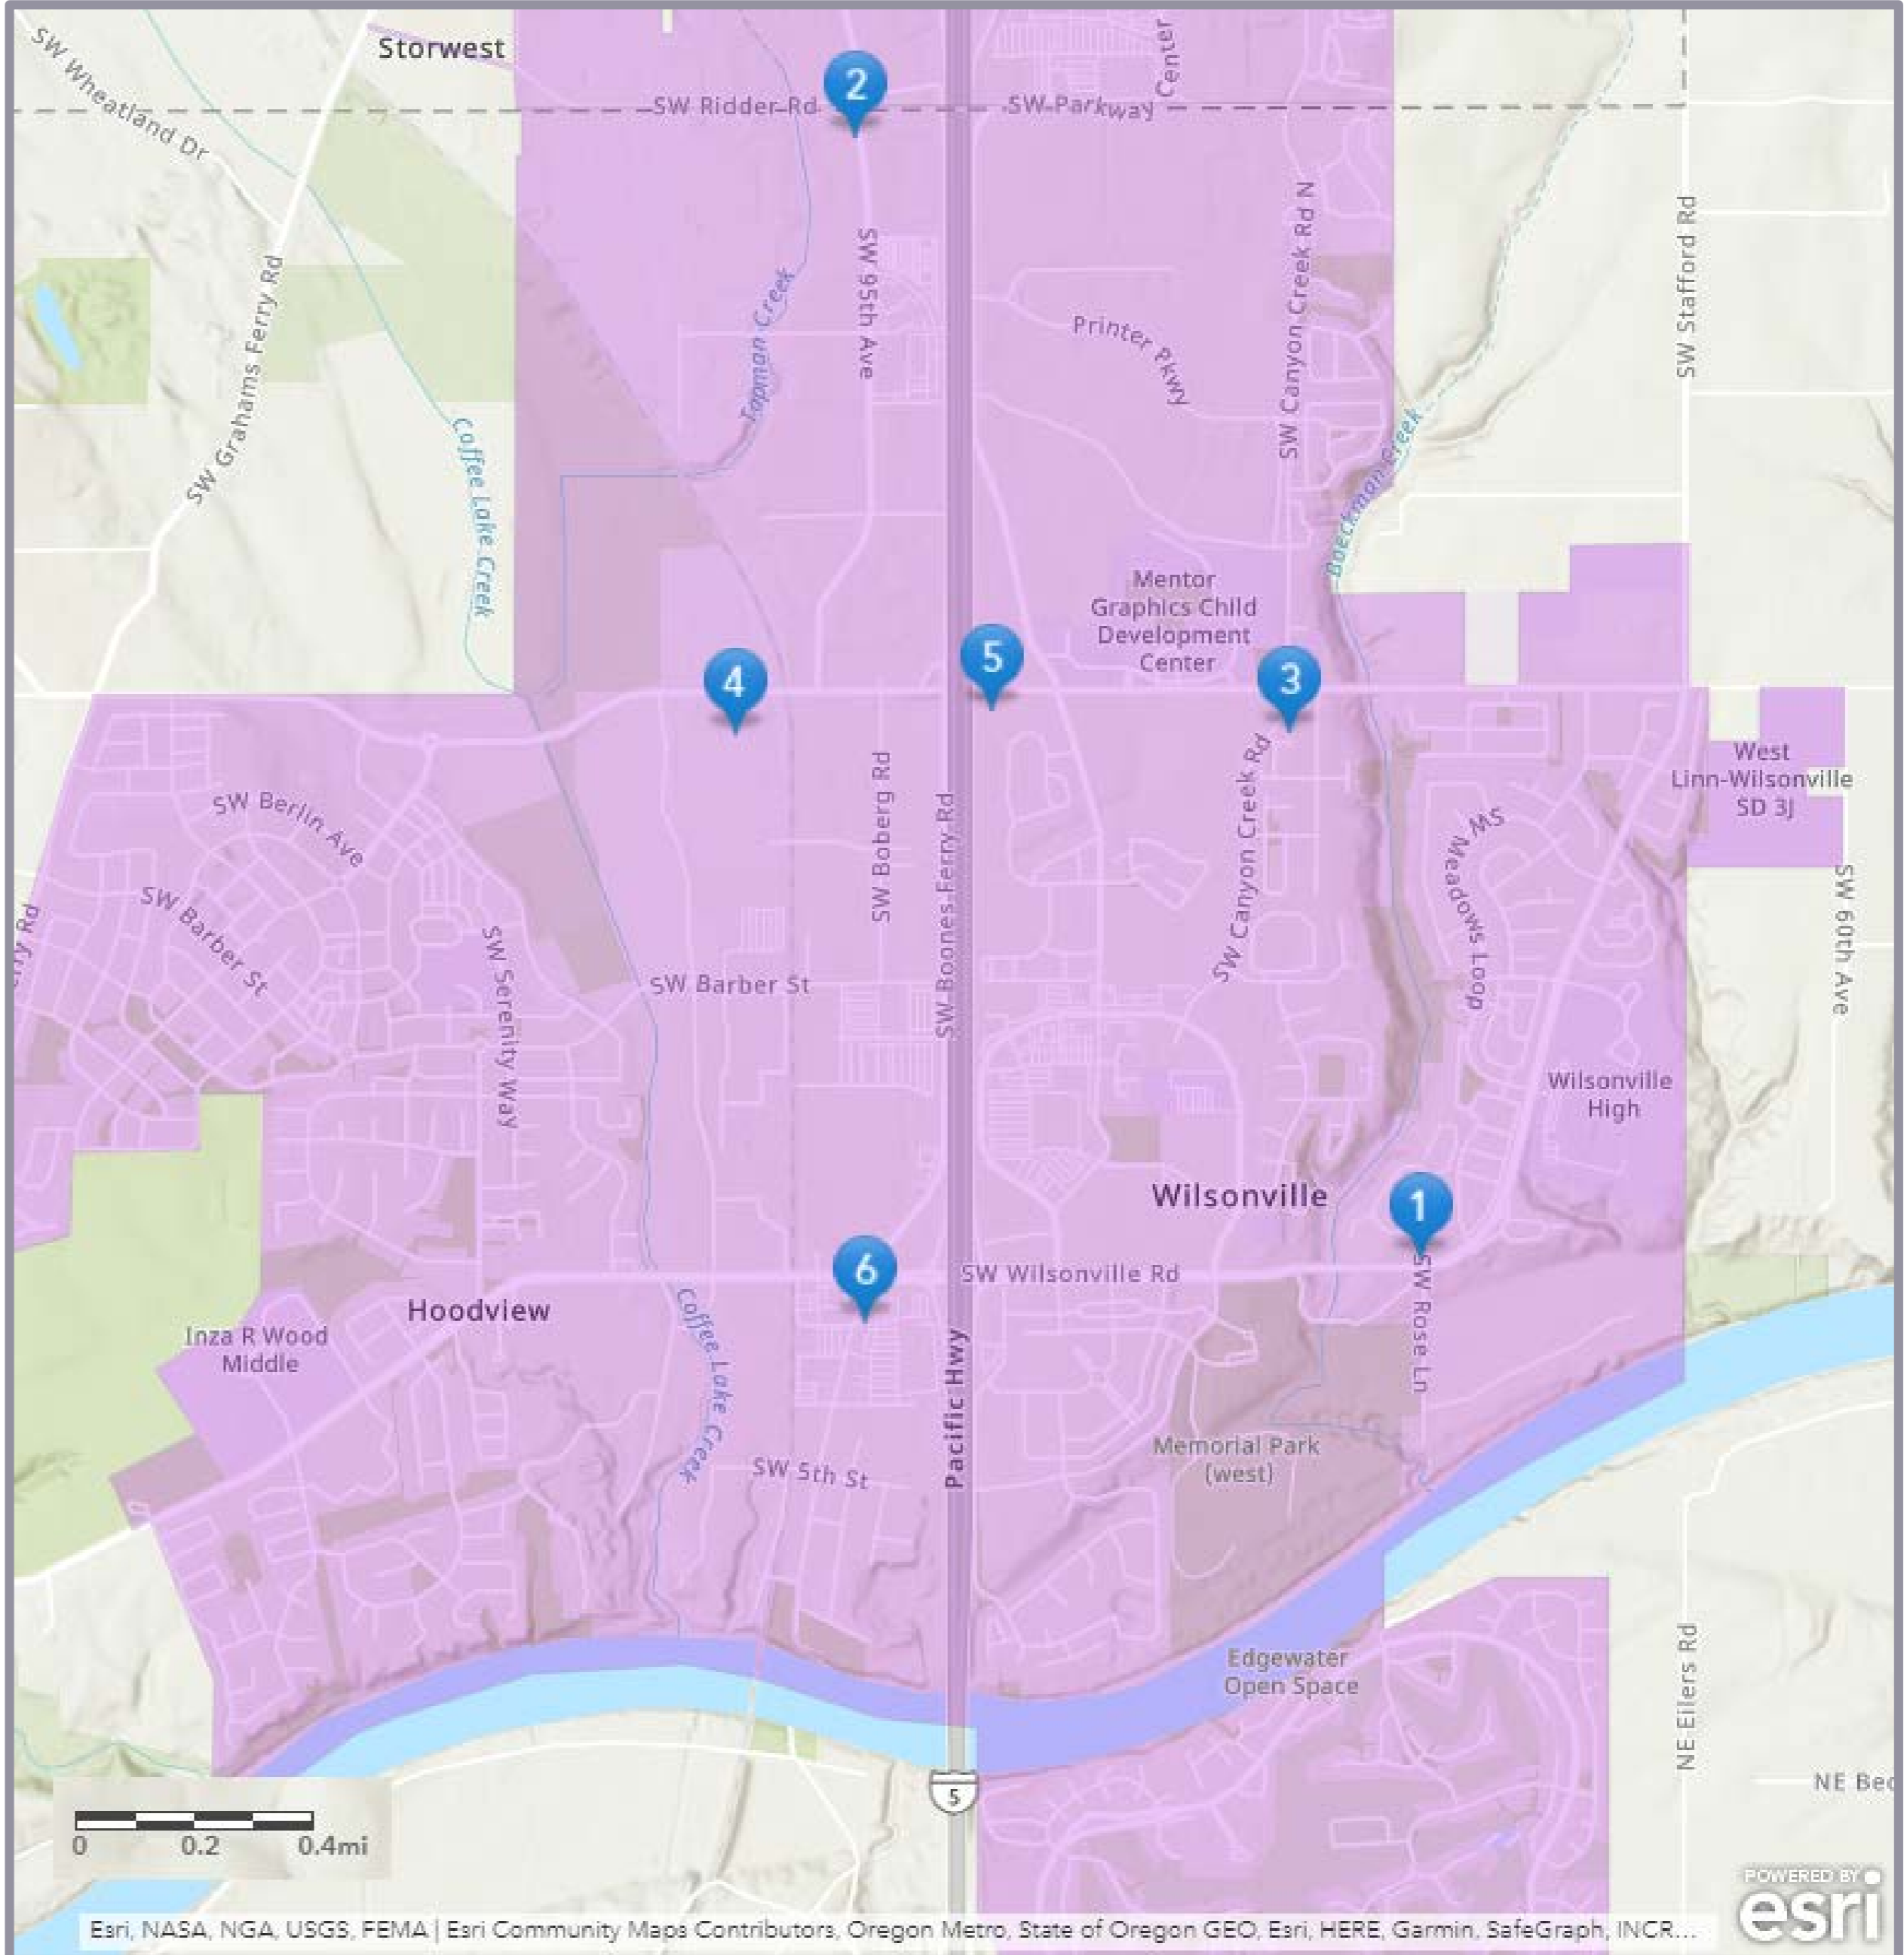 Storwest
SW Wheatland Dr
2
SW Ridder Rd
SW Parkway
Center
SW Grahams Ferry Rd
Coffee Lake Creek
Tapman Creek
SW 95th Ave
Printer Pkwy
SW Canyon Creek Rd N
Boeckman Creek
SW Stafford Rd
Mentor
Graphics Child
Development
Center
4
5
3
West
Linn-Wilsonville
SD 3J
SW Berlin Ave
SW Barber St
rry Rd
SW Serenity Way
SW Barber St
SW Boberg Rd
SW Boones Ferry Rd
SW Canyon Creek Rd
SW Meadows Loop
SW 60th Ave
Wilsonville
High
Wilsonville
1
6
SW Wilsonville Rd
SW Rose Ln
Hoodview
Inza R Wood
Middle
Coffee Lake Creek
SW 5th St
Pacific Hwy
Memorial Park
(west)
Edgewater
Open Space
NE Eilers Rd
NE Bec
5
0 0.2 0.4mi
POWERED BY
esri
Esri, NASA, NGA, USGS, FEMA | Esri Community Maps Contributors, Oregon Metro, State of Oregon GEO, Esri, HERE, Garmin, SafeGraph, INCR...